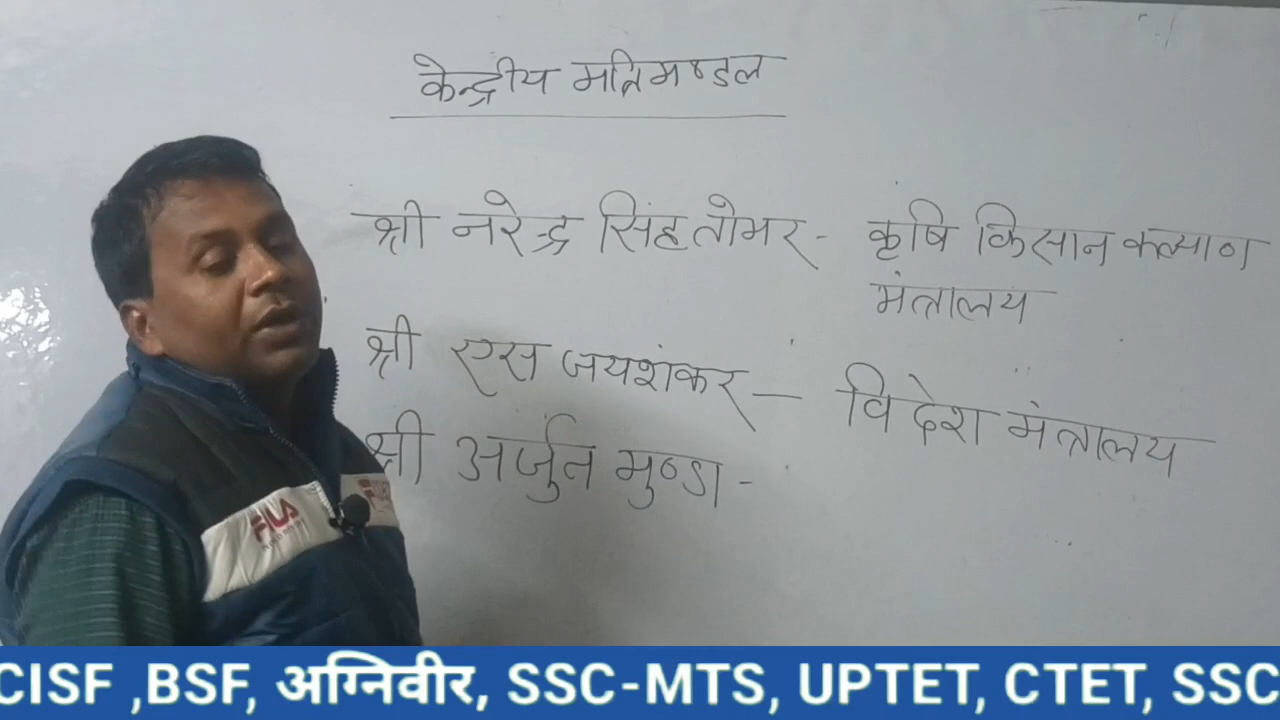 केन्द्रीय मत्रिमण्डल
श्री नरेन्द्र सिंह तोमर - कृषि किसान कल्याण
मंत्रालय
श्री एस जयशंकर - विदेश मंत्रालय
श्री अर्जुन मुण्डा -
FILA
CISF ,BSF, अग्निवीर, SSC-MTS, UPTET, CTET, SSC